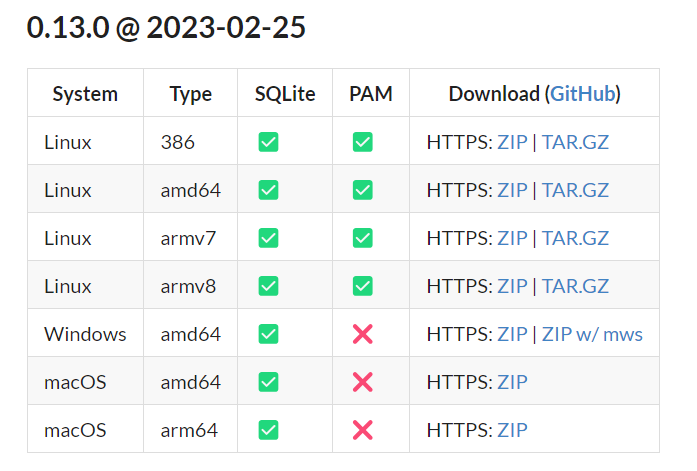 0.13.0 @ 2023-02-25
System Type SQLite PAM Download (GitHub)
Linux 386 ✅ ✅ HTTPS: ZIP | TAR.GZ
Linux amd64 ✅ ✅ HTTPS: ZIP | TAR.GZ
Linux armv7 ✅ ✅ HTTPS: ZIP | TAR.GZ
Linux armv8 ✅ ✅ HTTPS: ZIP | TAR.GZ
Windows amd64 ✅ ❌ HTTPS: ZIP | ZIP w/ mws
macOS amd64 ✅ ❌ HTTPS: ZIP
macOS arm64 ✅ ❌ HTTPS: ZIP